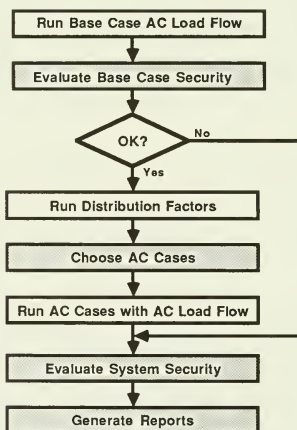 Run Base Case AC Load Flow
Evaluate Base Case Security
OK?
No
Yes
Run Distribution Factors
Choose AC Cases
Run AC Cases with AC Load Flow
Evaluate System Security
Generate Reports